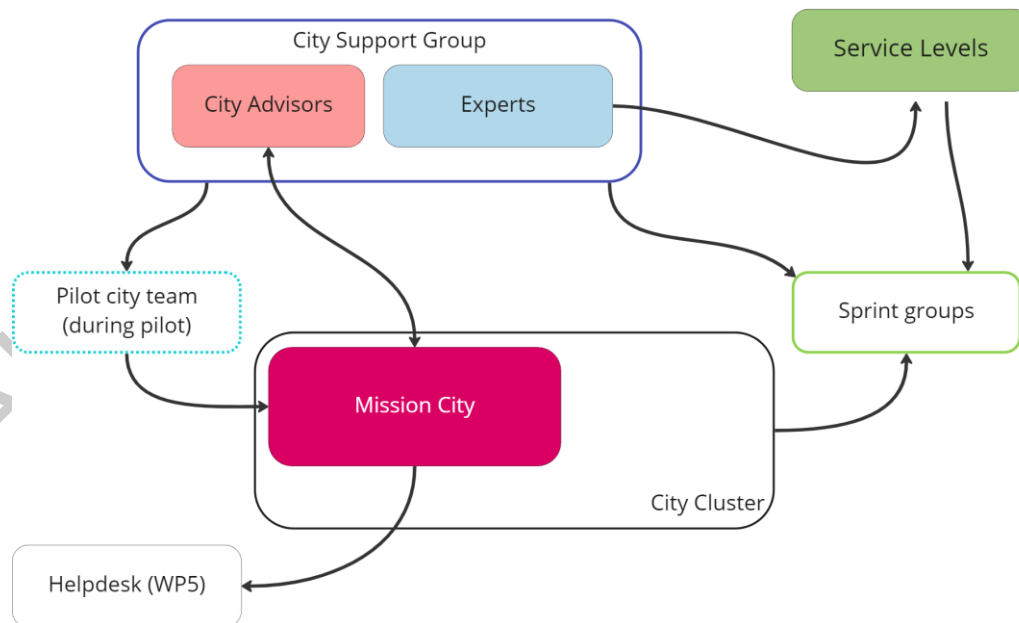 City Support Group
Service Levels
City Advisors
Experts
Pilot city team
(during pilot)
Sprint groups
Mission City
City Cluster
Helpdesk (WP5)